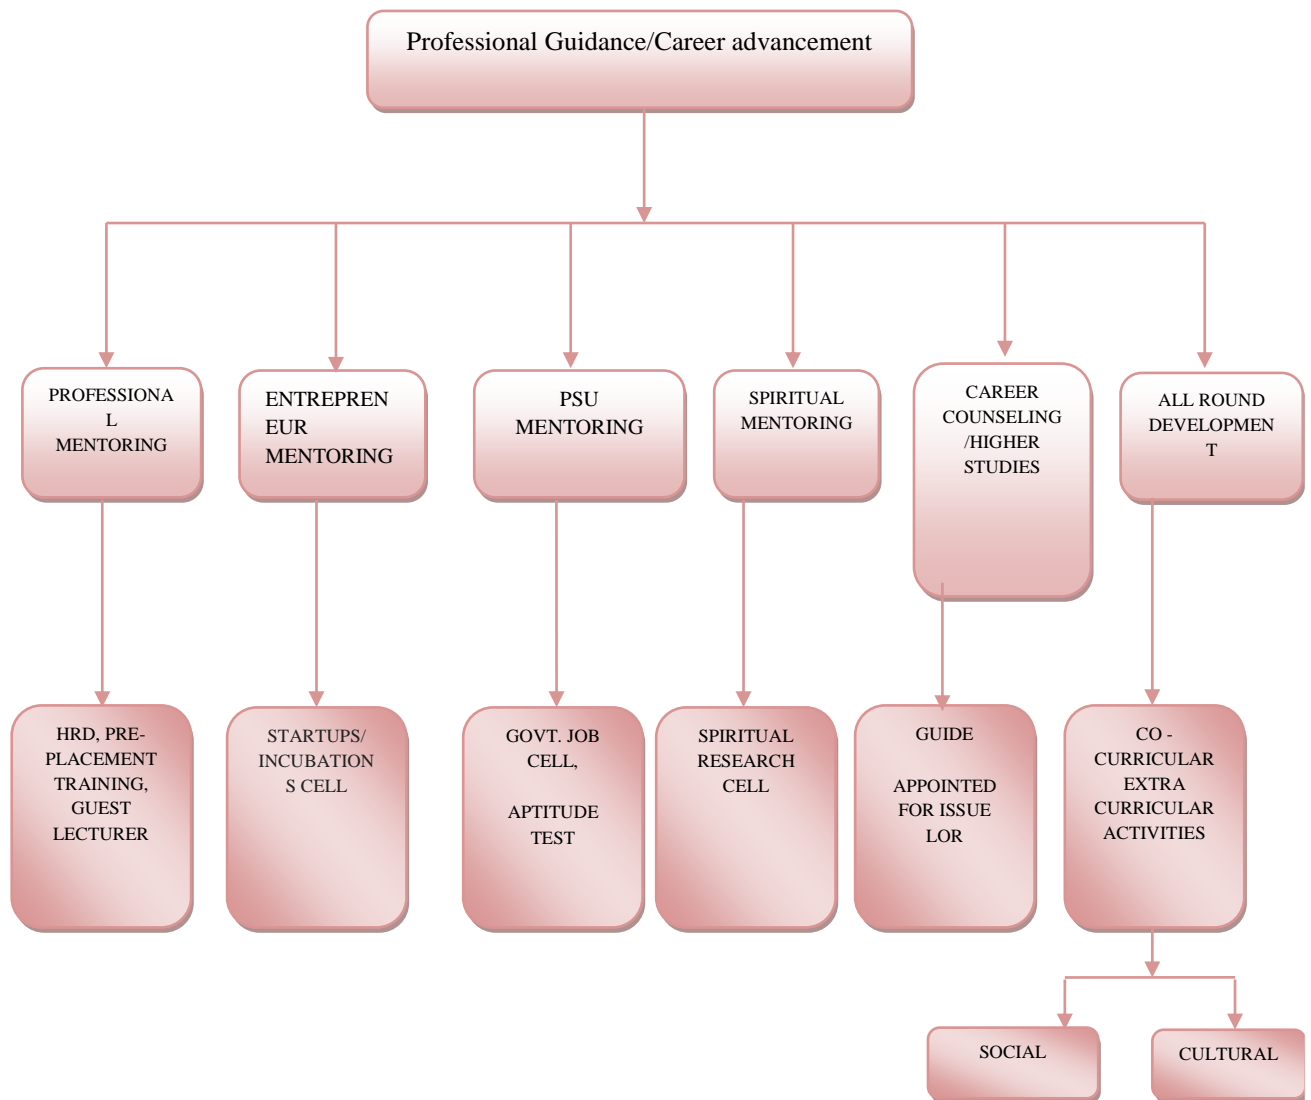 Professional Guidance/Career advancement
PROFESSIONA
L
MENTORING
ENTREPREN
EUR
MENTORING
PSU
MENTORING
SPIRITUAL
MENTORING
CAREER
COUNSELING
/HIGHER
STUDIES
ALL ROUND
DEVELOPMEN
T
HRD, PRE-
PLACEMENT
TRAINING,
GUEST
LECTURER
STARTUPS/
INCUBATION
S CELL
GOVT. JOB
CELL,
APTITUDE
TEST
SPIRITUAL
RESEARCH
CELL
GUIDE
APPOINTED
FOR ISSUE
LOR
CO -
CURRICULAR
EXTRA
CURRICULAR
ACTIVITIES
SOCIAL
CULTURAL